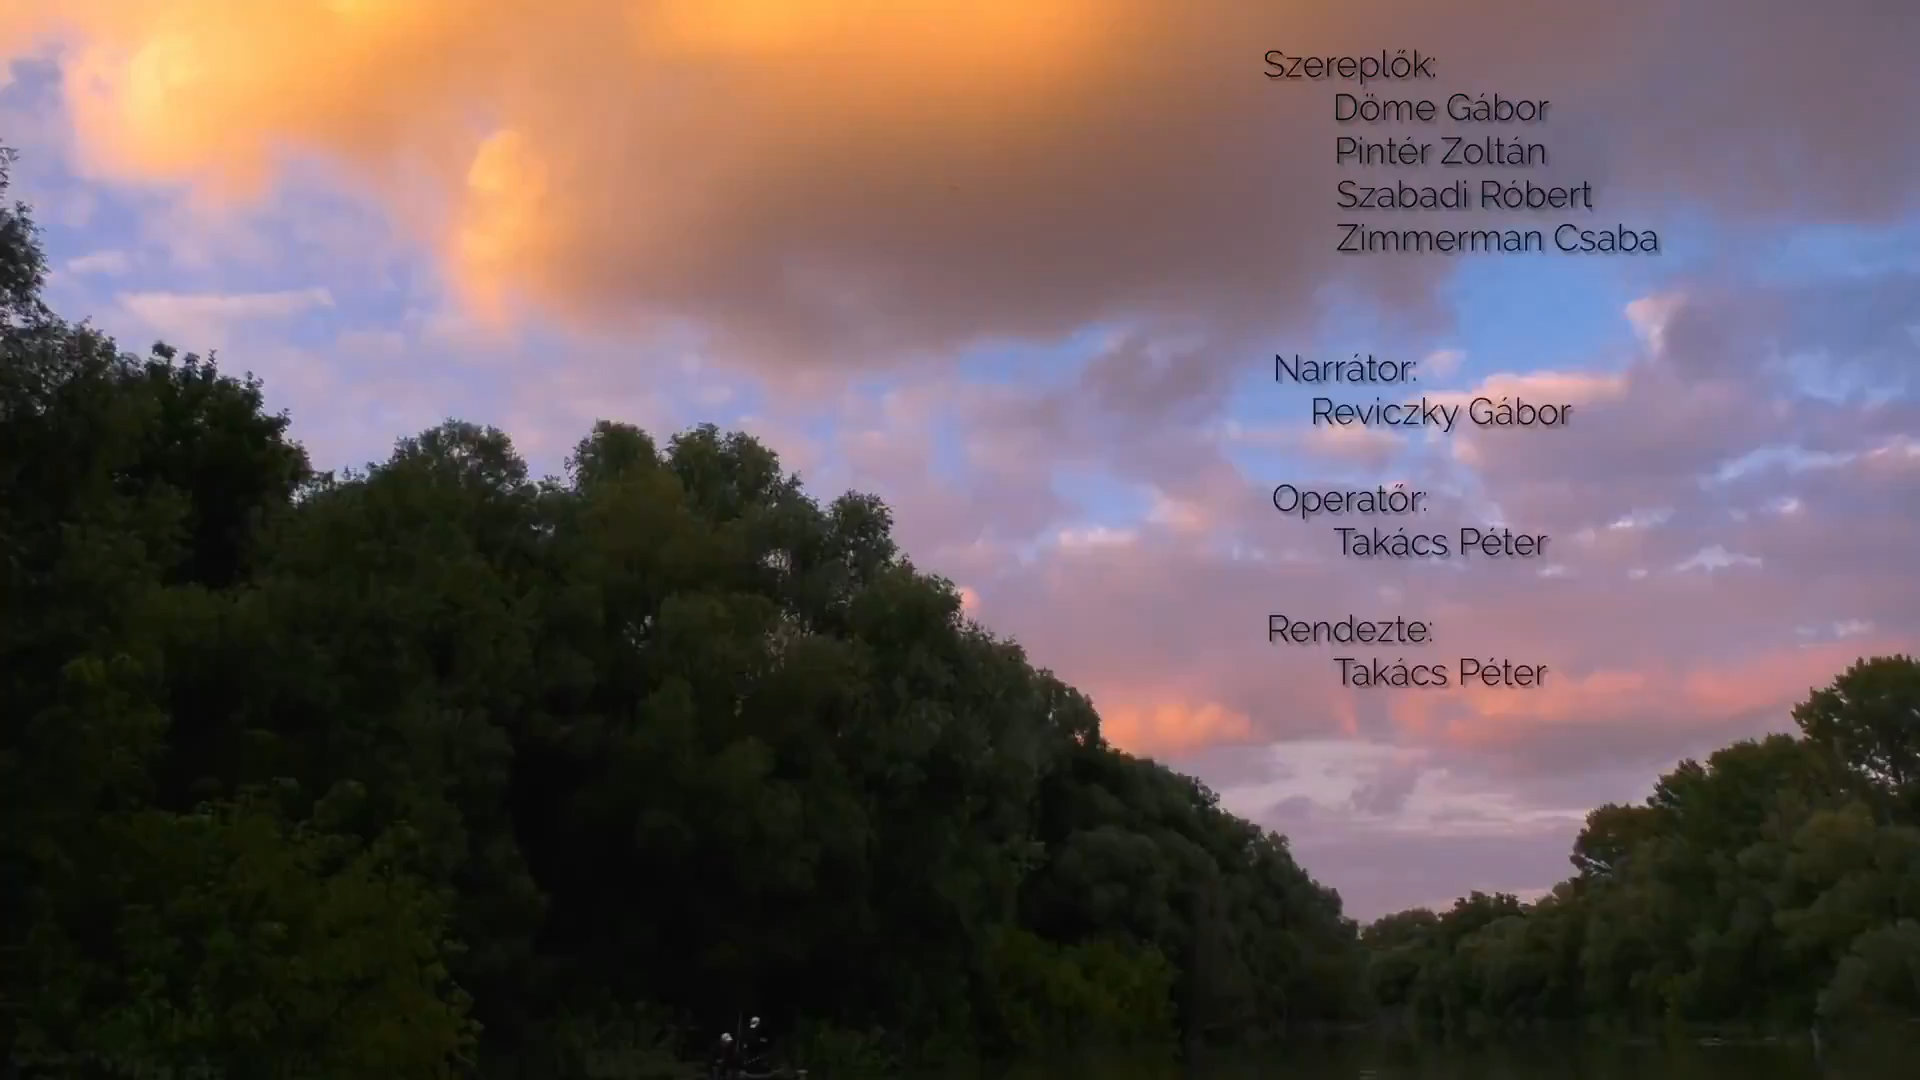 Szereplők:
Döme Gábor
Pintér Zoltán
Szabadi Róbert
Zimmerman Csaba
Narrátor:
Reviczky Gábor
Operatőr:
Takács Péter
Rendezte:
Takács Péter